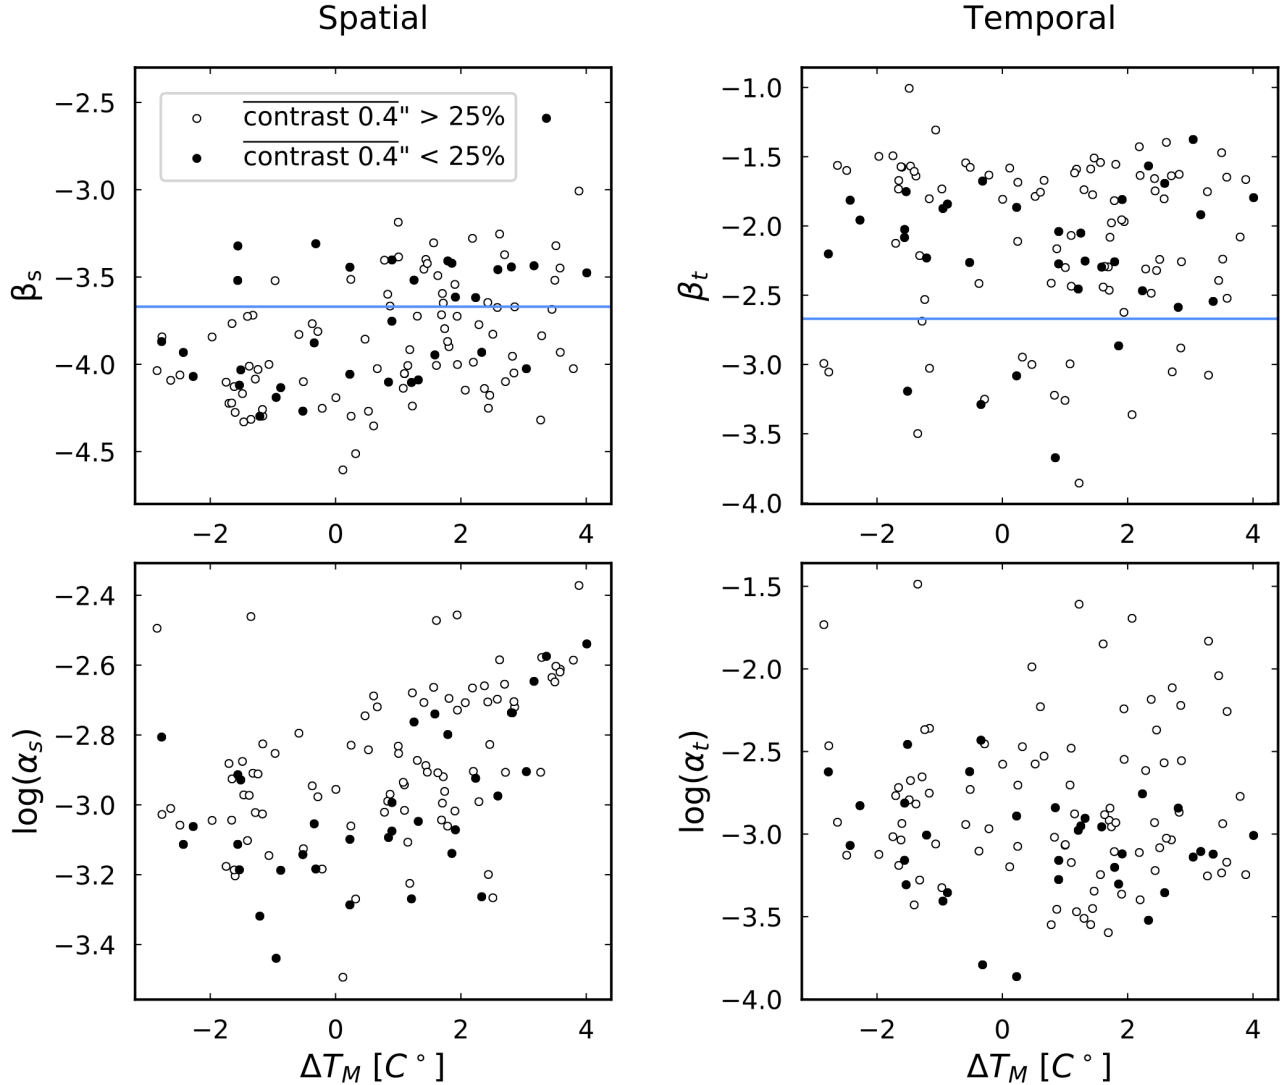 Spatial
Temporal
−2.5
−3.0
−3.5
−4.0
−4.5
βs
contrast 0.4" > 25%
contrast 0.4" < 25%
−2 0 2 4
−1.0
−1.5
−2.0
−2.5
−3.0
−3.5
−4.0
βt
−2 0 2 4
−2.4
−2.6
−2.8
−3.0
−3.2
−3.4
log(αs)
−2 0 2 4
ΔTM [C°]
−1.5
−2.0
−2.5
−3.0
−3.5
−4.0
log(αt)
−2 0 2 4
ΔTM [C°]